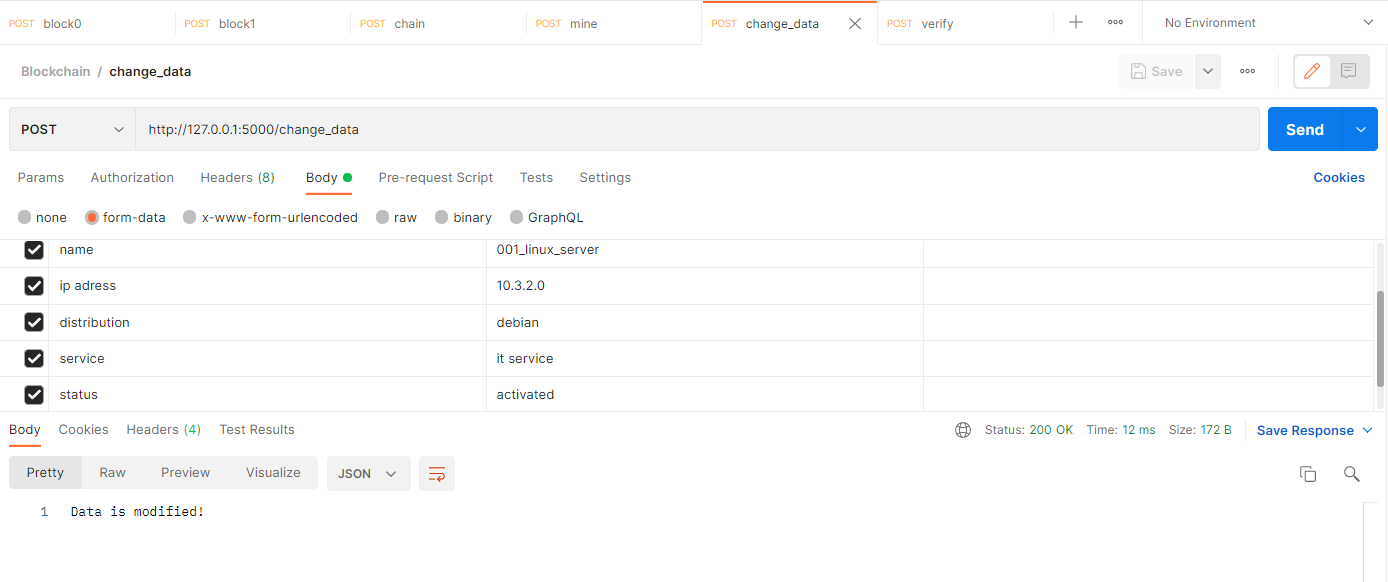 POST block0 POST block1 POST chain POST mine POST change_data POST verify No Environment
Blockchain / change_data Save
POST http://127.0.0.1:5000/change_data Send
Params Authorization Headers (8) Body Pre-request Script Tests Settings Cookies
none form-data x-www-form-urlencoded raw binary GraphQL
name 001_linux_server
ip adress 10.3.2.0
distribution debian
service it service
status activated
Body Cookies Headers (4) Test Results Status: 200 OK Time: 12 ms Size: 172 B Save Response
Pretty Raw Preview Visualize JSON
1 Data is modified!